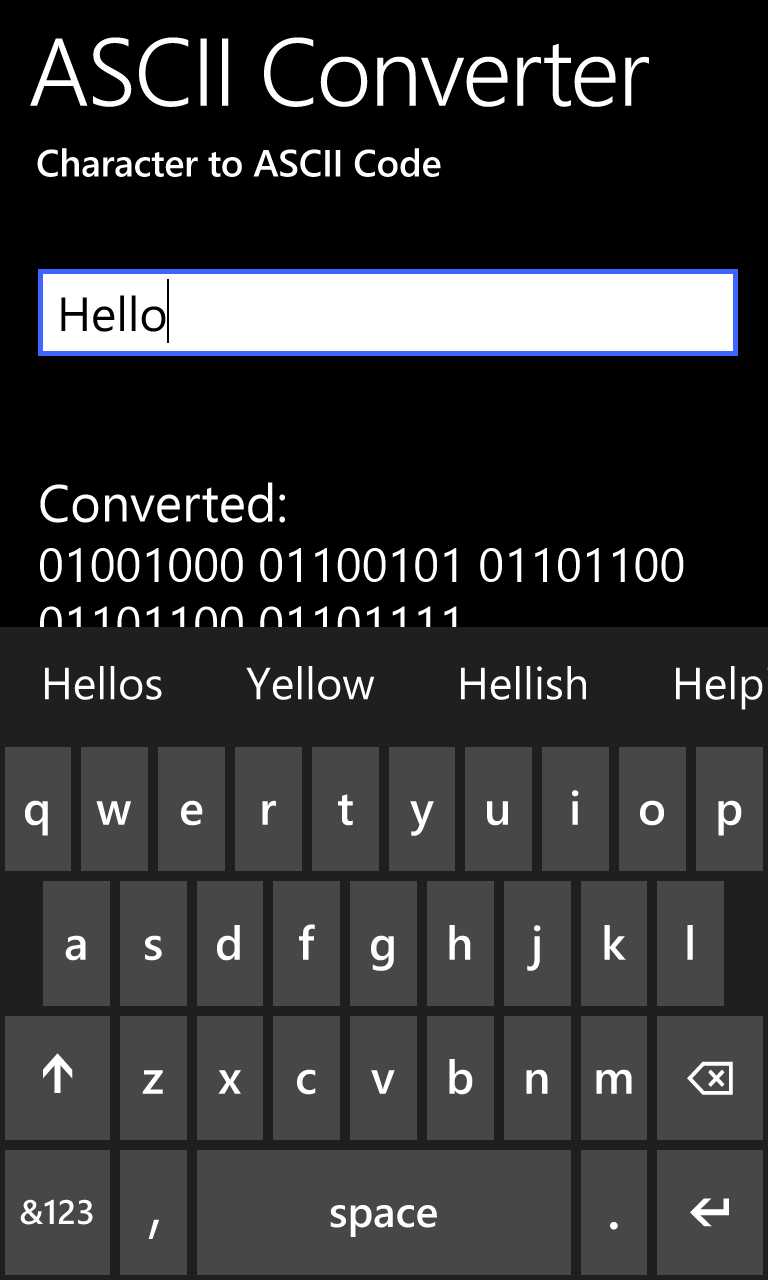 ASCII Converter
Character to ASCII Code
Hello
Converted:
01001000 01100101 01101100
01101100 01101111
Hellos Yellow Hellish Help
q w e r t y u i o p
a s d f g h j k l
z x c v b n m
&123 , space .